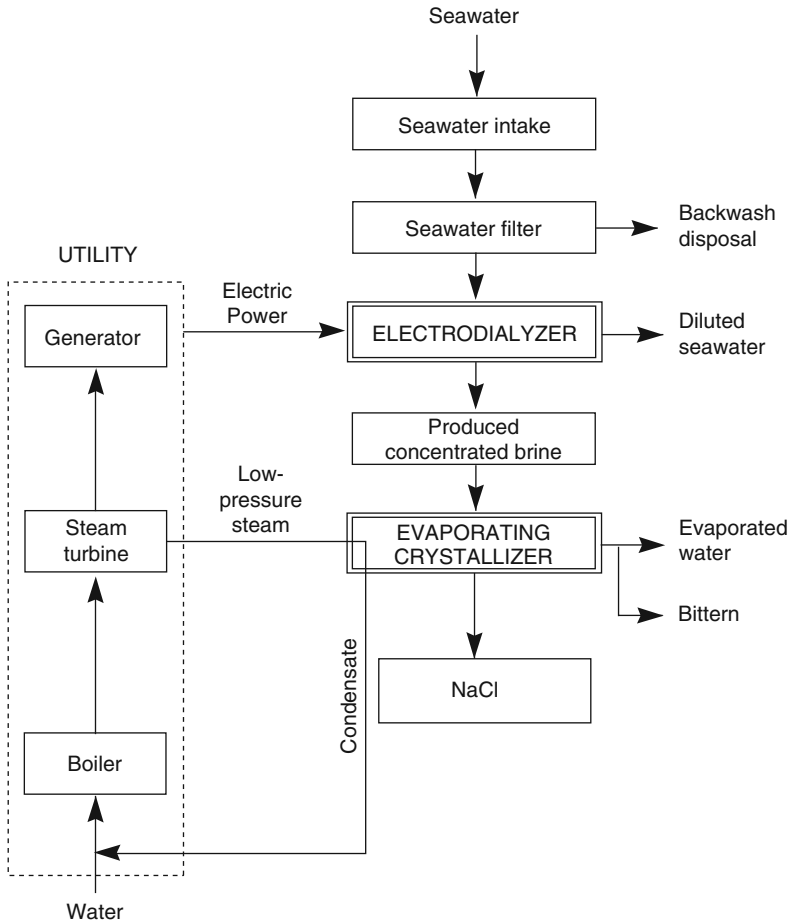 Seawater
Seawater intake
Seawater filter
Backwash
disposal
UTILITY
Electric
Power
Generator
ELECTRODIALYZER
Diluted
seawater
Produced
concentrated brine
Low-
pressure
steam
Steam
turbine
EVAPORATING
CRYSTALLIZER
Evaporated
water
Bittern
Condensate
NaCl
Boiler
Water